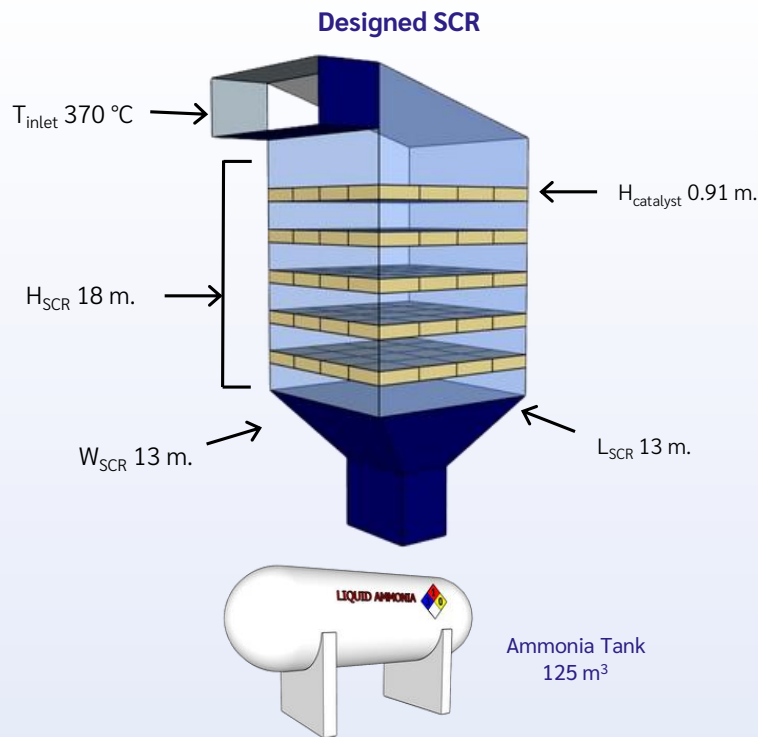 Designed SCR
T_inlet 370 °C
H_catalyst 0.91 m.
H_SCR 18 m.
W_SCR 13 m.
L_SCR 13 m.
LIQUID AMMONIA
Ammonia Tank
125 m³